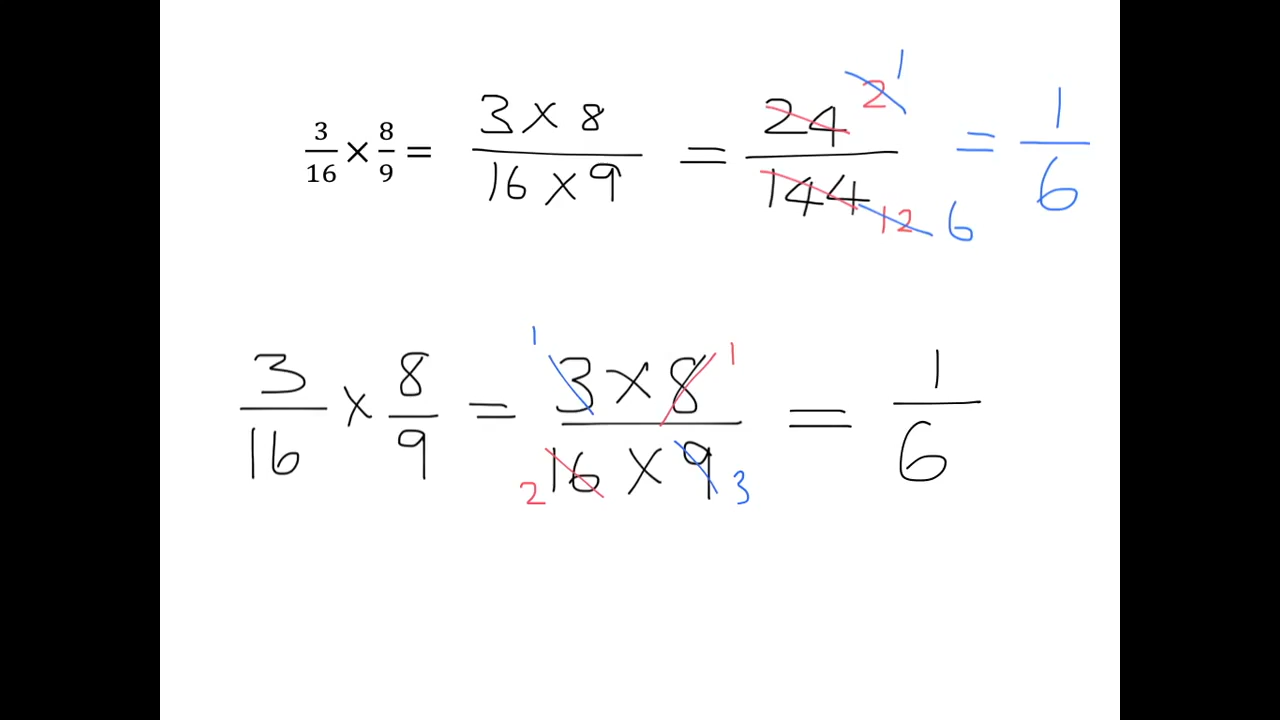 3/16 × 8/9 = 3 × 8 / 16 × 9 = 24 2 1 / 144 12 6 = 1/6
3/16 × 8/9 = 1 3 × 8 1 / 2 16 × 9 3 = 1/6